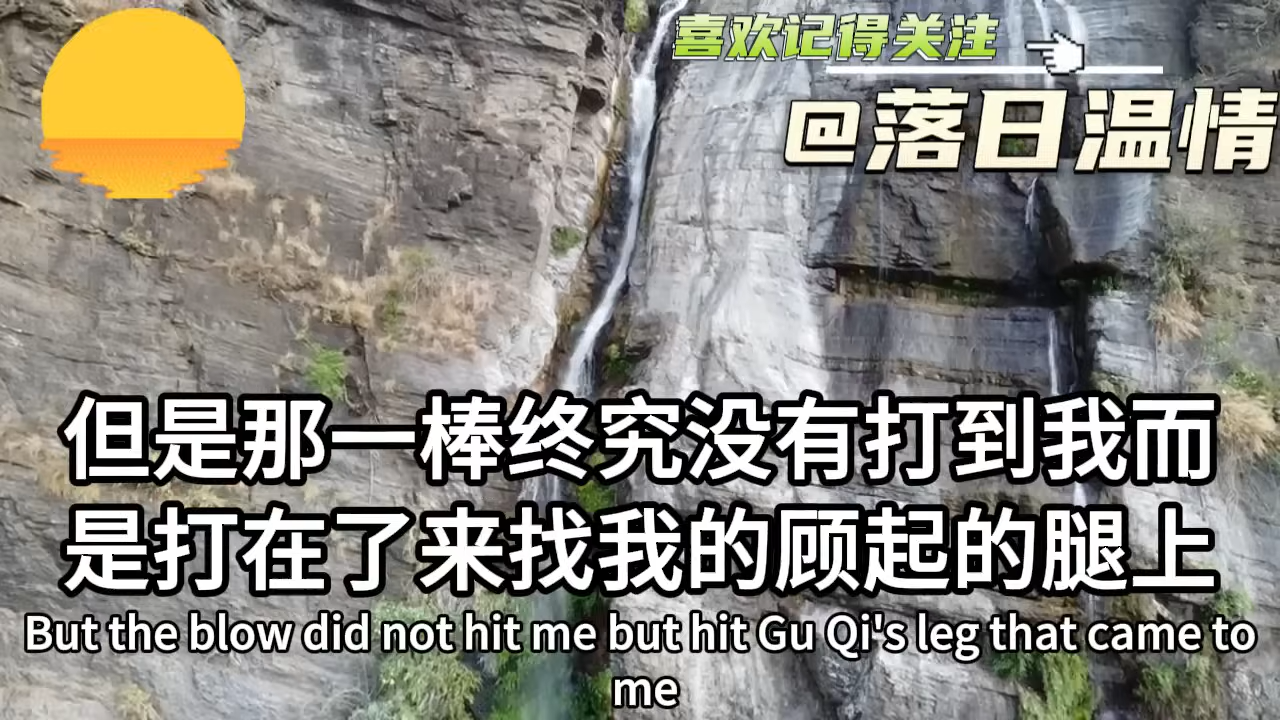 喜欢记得关注
@落日温情
但是那一棒终究没有打到我而
是打在了来找我的顾起的腿上
But the blow did not hit me but hit Gu Qi's leg that came to
me